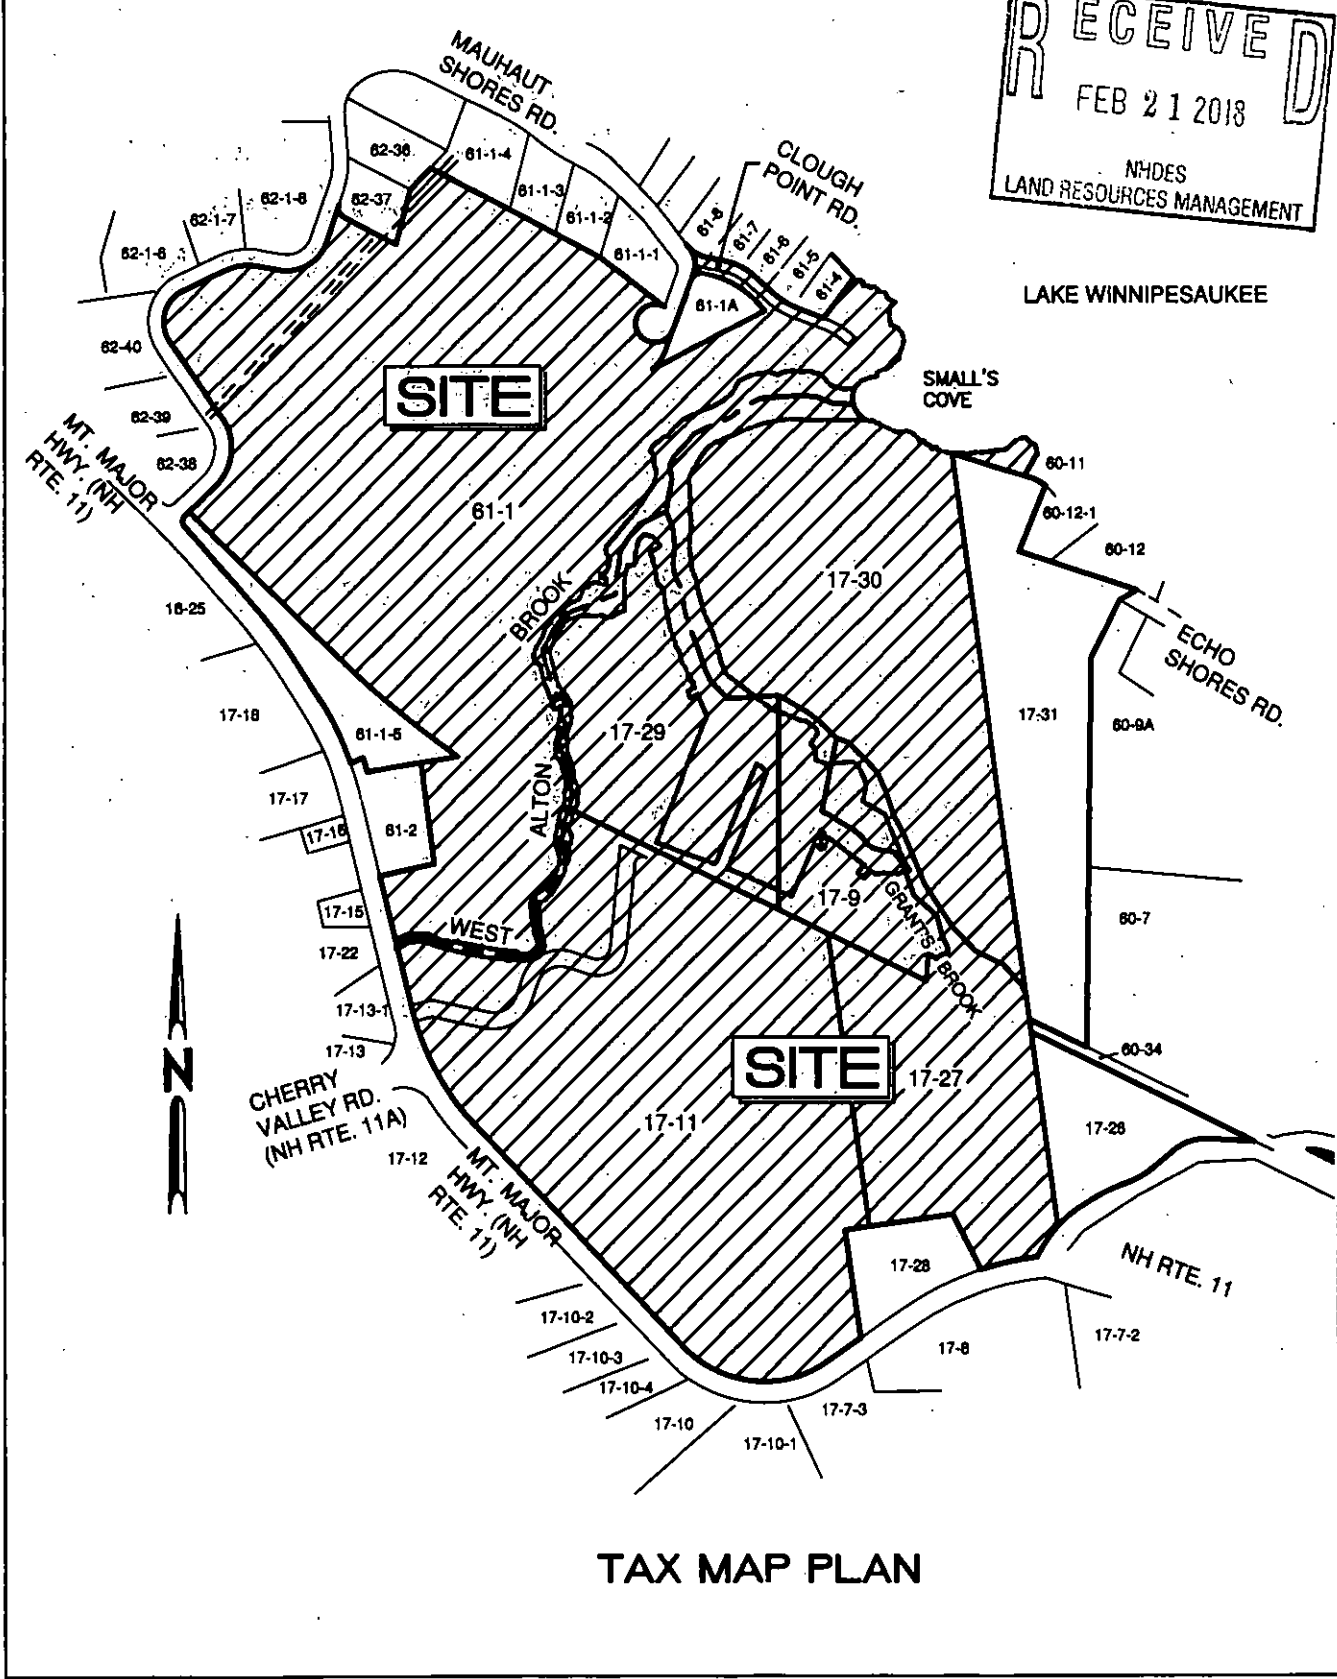 RECEIVED
FEB 21 2018
NHDES
LAND RESOURCES MANAGEMENT
MAUHAUT
SHORES RD.
CLOUGH
POINT RD.
62-36
61-1-4
61-1-3
61-1-2
61-1-1
62-37
62-1-8
62-1-7
62-1-6
61-8
61-7
61-6
61-5
61-4
61-1A
LAKE WINNIPESAUKEE
62-40
62-39
62-38
SITE
SMALL'S
COVE
MT. MAJOR
HWY. (NH
RTE. 11)
61-1
60-11
60-12-1
60-12
17-30
BROOK
18-25
ECHO
SHORES RD.
17-18
61-1-5
17-29
17-31
60-9A
17-17
17-16
61-2
ALTON
17-15
WEST
17-9
GRANT'S
BROOK
60-7
17-22
17-13-1
17-13
N
SITE
17-27
60-34
CHERRY
VALLEY RD.
(NH RTE. 11A)
17-11
17-26
17-12
MT. MAJOR
HWY. (NH
RTE. 11)
17-28
NH RTE. 11
17-10-2
17-10-3
17-10-4
17-10
17-10-1
17-7-3
17-8
17-7-2
TAX MAP PLAN